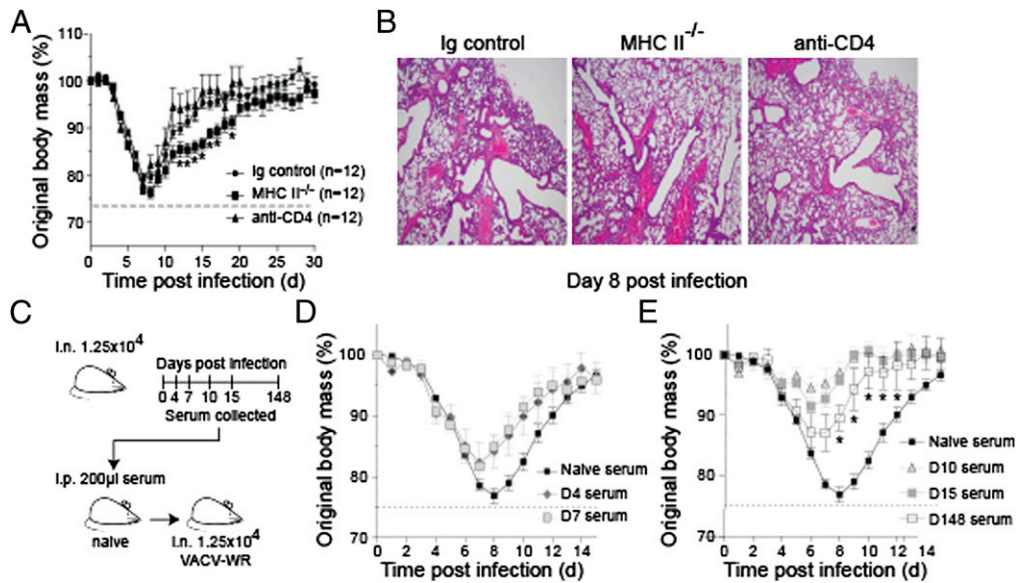 A
Original body mass (%)
110
100
90
80
70
0 5 10 15 20 25 30
Time post infection (d)
Ig control (n=12)
MHC II-/- (n=12)
anti-CD4 (n=12)
* * * * * * *
B
Ig control
MHC II-/-
anti-CD4
Day 8 post infection
C
I.n. 1.25x10⁴
Days post infection
0 4 7 10 15 148
Serum collected
I.p. 200µl serum
naive
I.n. 1.25x10⁴
VACV-WR
D
Original body mass (%)
100
90
80
70
0 2 4 6 8 10 12 14
Time post infection (d)
Naive serum
D4 serum
D7 serum
E
Original body mass (%)
100
90
80
70
0 2 4 6 8 10 12 14
Time post infection (d)
* * * * *
Naive serum
D10 serum
D15 serum
D148 serum